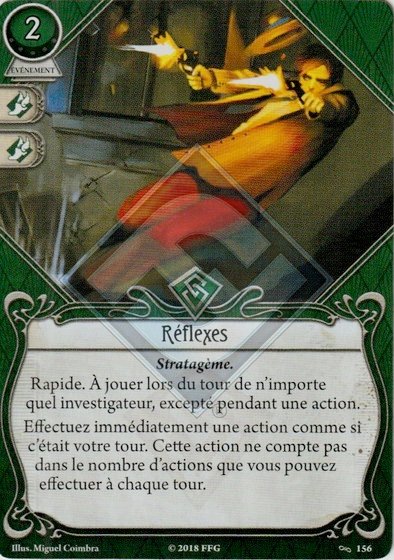 2
ÉVÉNEMENT
Réflexes
Stratagème.
Rapide. À jouer lors du tour de n'importe
quel investigateur, excepté pendant une action.
Effectuez immédiatement une action comme si
c'était votre tour. Cette action ne compte pas
dans le nombre d'actions que vous pouvez
effectuer à chaque tour.
Illus. Miguel Coimbra © 2018 FFG 156